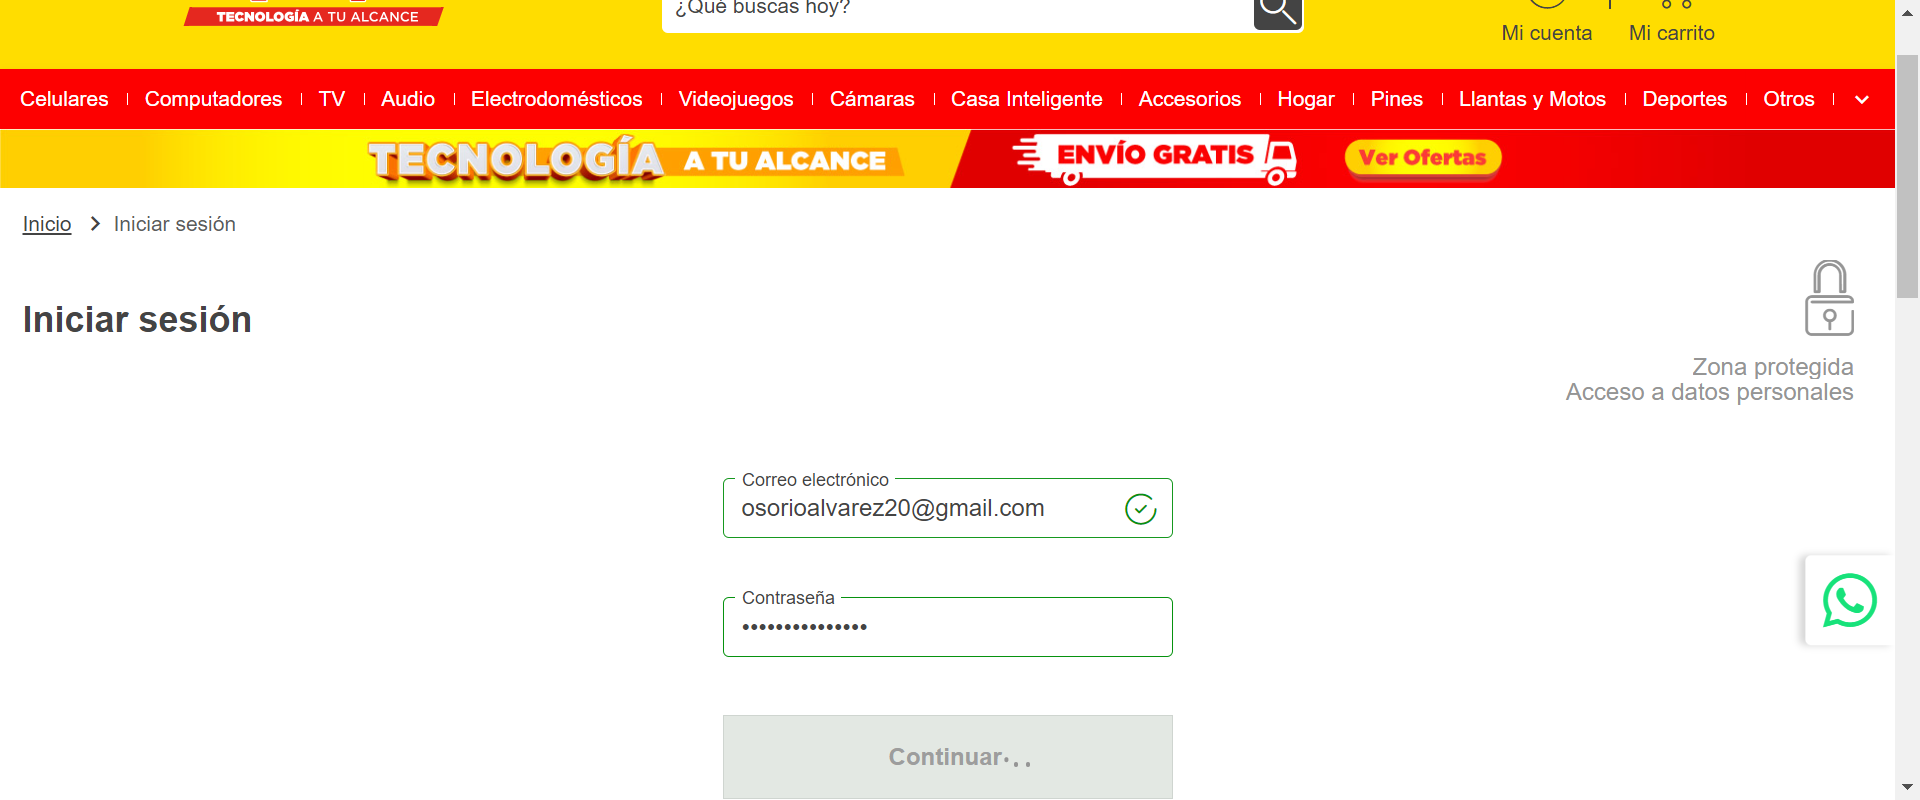 TECNOLOGÍA A TU ALCANCE
¿Qué buscas hoy?
Mi cuenta
Mi carrito
Celulares
Computadores
TV
Audio
Electrodomésticos
Videojuegos
Cámaras
Casa Inteligente
Accesorios
Hogar
Pines
Llantas y Motos
Deportes
Otros
TECNOLOGÍA A TU ALCANCE
ENVÍO GRATIS
Ver Ofertas
Inicio
Iniciar sesión
Iniciar sesión
Zona protegida
Acceso a datos personales
Correo electrónico
osorioalvarez20@gmail.com
Contraseña
•••••••••••••••
Continuar...